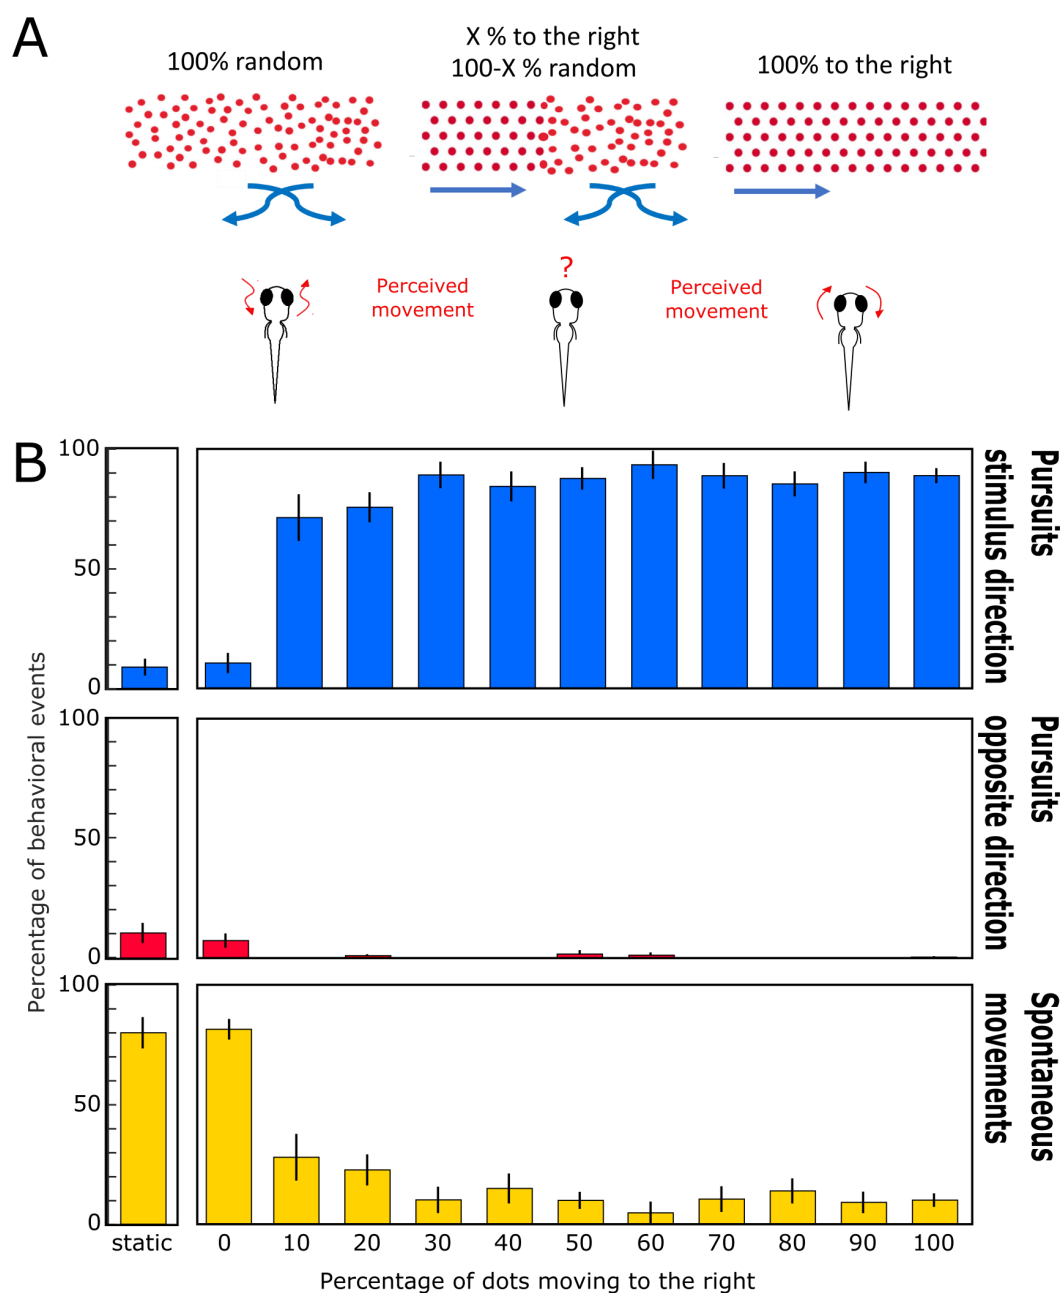 A
100% random
X % to the right
100-X % random
100% to the right
?
Perceived
movement
Perceived
movement
B
Percentage of behavioral events
100
50
0
Pursuits
stimulus direction
100
50
0
Pursuits
opposite direction
100
50
0
Spontaneous
movements
static 0 10 20 30 40 50 60 70 80 90 100
Percentage of dots moving to the right